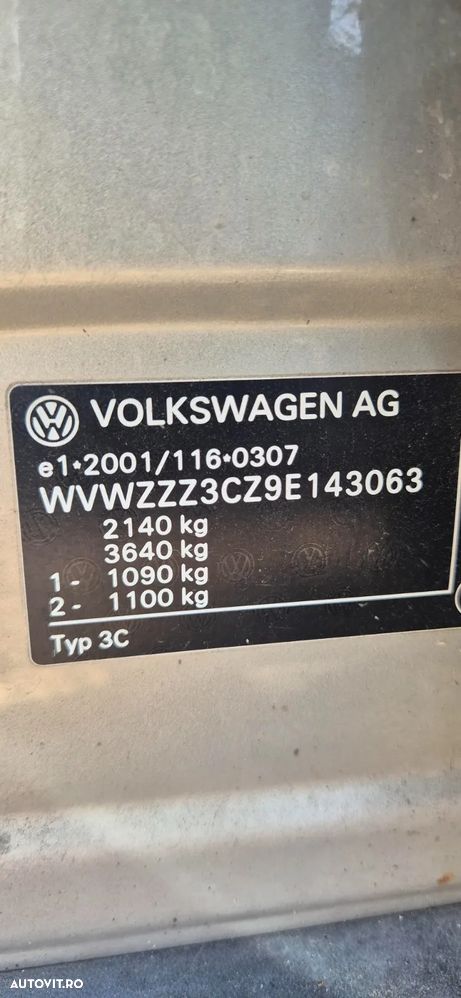 VOLKSWAGEN AG
e1*2001/116*0307
WVWZZZ3CZ9E143063
2140 kg
3640 kg
1- 1090 kg
2- 1100 kg
Typ 3C
AUTOVIT.RO